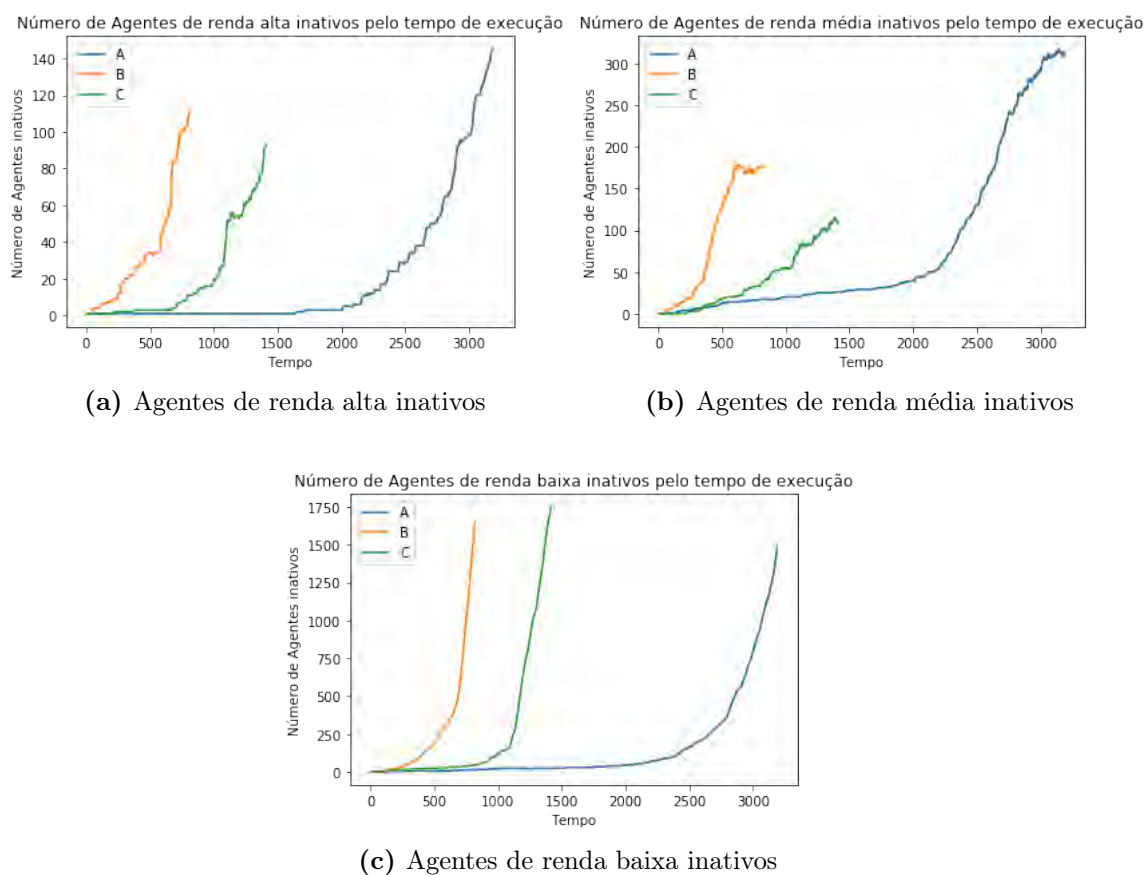 Número de Agentes de renda alta inativos pelo tempo de execução
A
B
C
Número de Agentes inativos
140
120
100
80
60
40
20
0
0 500 1000 1500 2000 2500 3000
Tempo
(a) Agentes de renda alta inativos
Número de Agentes de renda média inativos pelo tempo de execução
A
B
C
Número de Agentes inativos
300
250
200
150
100
50
0
0 500 1000 1500 2000 2500 3000
Tempo
(b) Agentes de renda média inativos
Número de Agentes de renda baixa inativos pelo tempo de execução
A
B
C
Número de Agentes inativos
1750
1500
1250
1000
750
500
250
0
0 500 1000 1500 2000 2500 3000
Tempo
(c) Agentes de renda baixa inativos